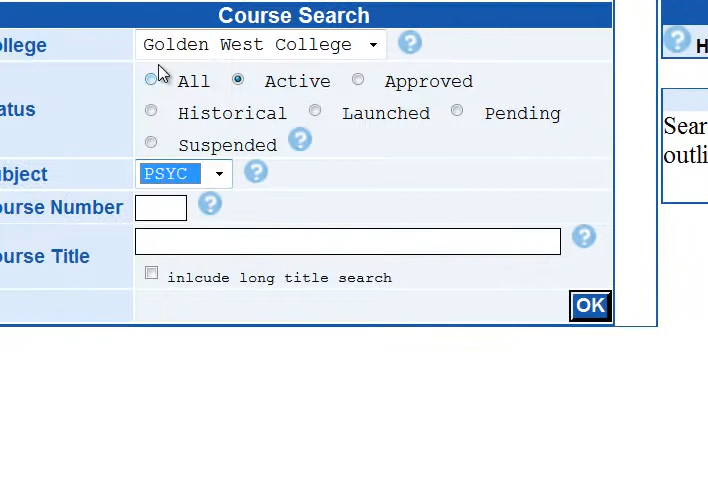 Course Search
ollege Golden West College ?
atus All Active Approved
Historical Launched Pending
Suspended ?
ubject PSYC ?
ourse Number ?
ourse Title ?
inlcude long title search
OK
? H
Sear
outli